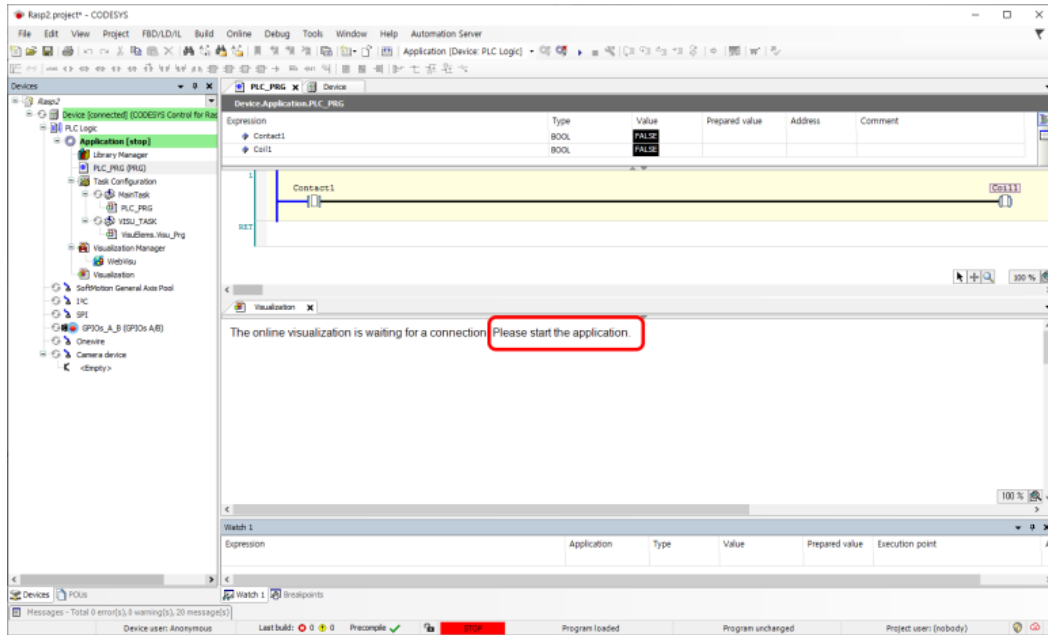 Rasp2.project* - CODESYS
File Edit View Project FBD/LD/IL Build Online Debug Tools Window Help Automation Server
Application [Device: PLC Logic]
Devices
PLC_PRG Device
Rasp2
Device [connected] (CODESYS Control for Ras
PLC Logic
Application [stop]
Library Manager
PLC_PRG (PRG)
Task Configuration
MainTask
PLC_PRG
VISU_TASK
VisuElems.Visu_Prg
Visualization Manager
WebVisu
Visualization
SoftMotion General Axis Pool
I²C
SPI
GPIOs_A_B (GPIOs A/B)
Onewire
Camera device
<Empty>
Device.Application.PLC_PRG
Expression Type Value Prepared value Address Comment
Contact1 BOOL FALSE
Coil1 BOOL FALSE
1
Contact1 Coil1
RET
100 %
Visualization
The online visualization is waiting for a connection. Please start the application.
100 %
Watch 1
Expression Application Type Value Prepared value Execution point
Devices POUs
Watch 1 Breakpoints
Messages - Total 0 error(s), 0 warning(s), 20 message(s)
Device user: Anonymous Last build: 0 0 Precompile STOP Program loaded Program unchanged Project user: (nobody)